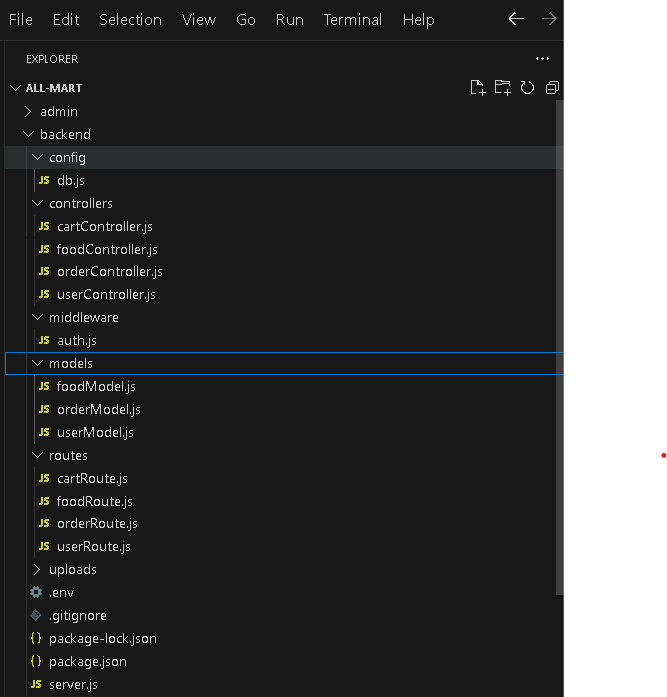 File Edit Selection View Go Run Terminal Help
EXPLORER
ALL-MART
admin
backend
config
JS db.js
controllers
JS cartController.js
JS foodController.js
JS orderController.js
JS userController.js
middleware
JS auth.js
models
JS foodModel.js
JS orderModel.js
JS userModel.js
routes
JS cartRoute.js
JS foodRoute.js
JS orderRoute.js
JS userRoute.js
uploads
.env
.gitignore
{} package-lock.json
{} package.json
JS server.js